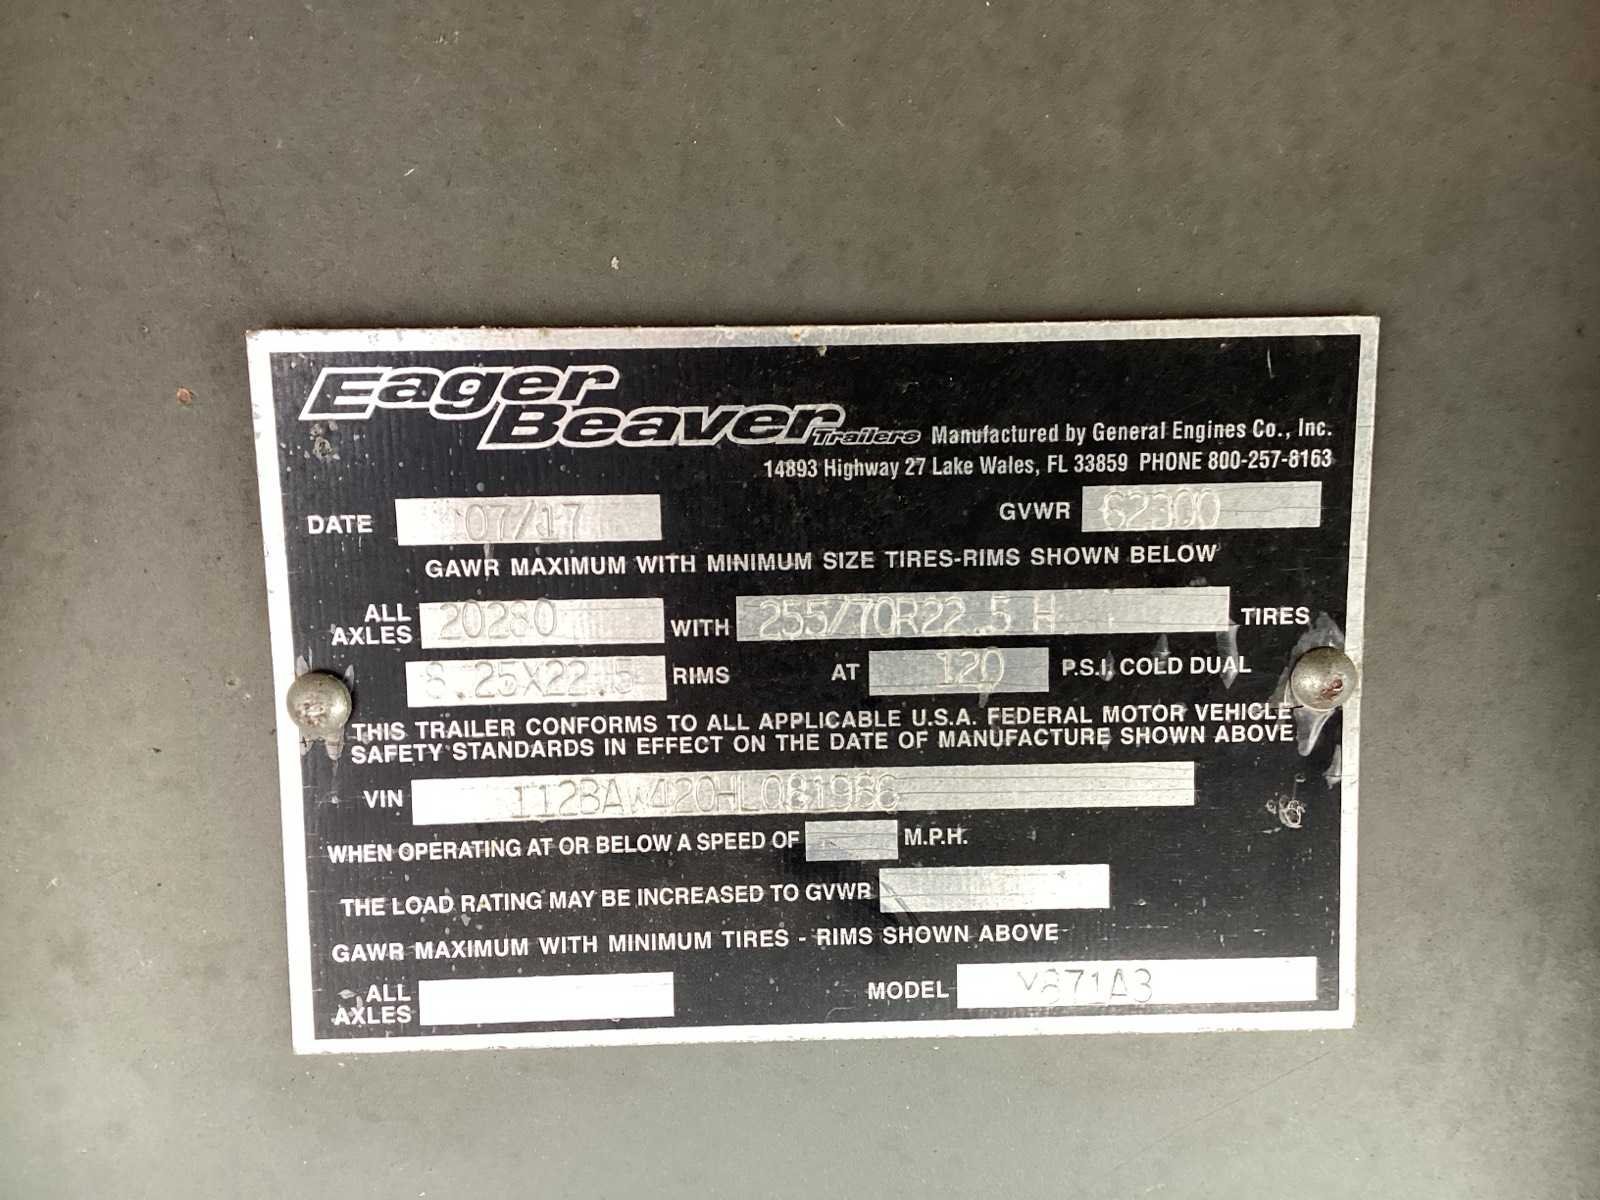 Eager
Beaver Trailers Manufactured by General Engines Co., Inc.
14893 Highway 27 Lake Wales, FL 33859 PHONE 800-257-8163
DATE 07/17 GVWR 62300
GAWR MAXIMUM WITH MINIMUM SIZE TIRES-RIMS SHOWN BELOW
ALL AXLES 20280 WITH 255/70R22.5 H TIRES
8.25X22.5 RIMS AT 120 P.S.I. COLD DUAL
THIS TRAILER CONFORMS TO ALL APPLICABLE U.S.A. FEDERAL MOTOR VEHICLE
SAFETY STANDARDS IN EFFECT ON THE DATE OF MANUFACTURE SHOWN ABOVE.
VIN 112BAW420HL081986
WHEN OPERATING AT OR BELOW A SPEED OF M.P.H.
THE LOAD RATING MAY BE INCREASED TO GVWR
GAWR MAXIMUM WITH MINIMUM TIRES - RIMS SHOWN ABOVE
ALL AXLES MODEL